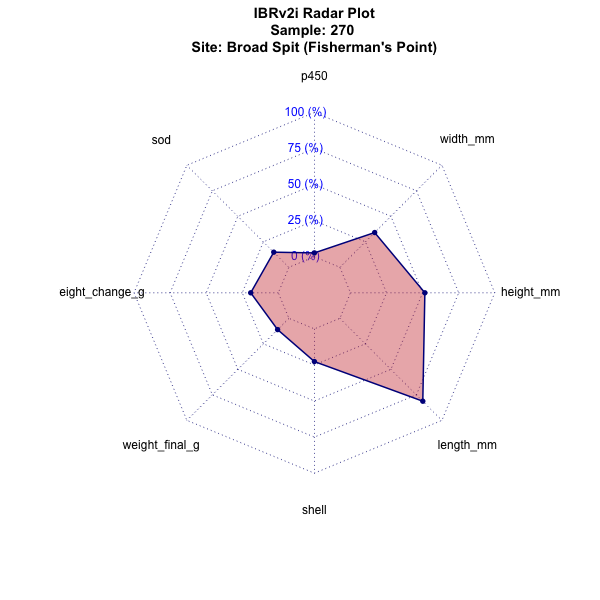 IBRv2i Radar Plot
Sample: 270
Site: Broad Spit (Fisherman's Point)
p450
100 (%)
sod
width_mm
75 (%)
50 (%)
25 (%)
0 (%)
eight_change_g
height_mm
weight_final_g
length_mm
shell